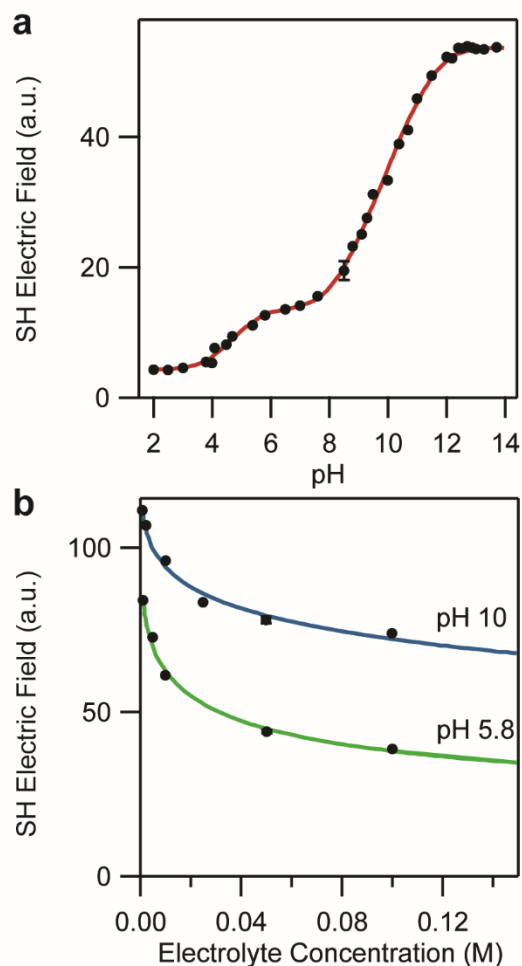 a
SH Electric Field (a.u.)
40
20
0
2 4 6 8 10 12 14
pH
b
SH Electric Field (a.u.)
100
50
0
pH 10
pH 5.8
0.00 0.04 0.08 0.12
Electrolyte Concentration (M)